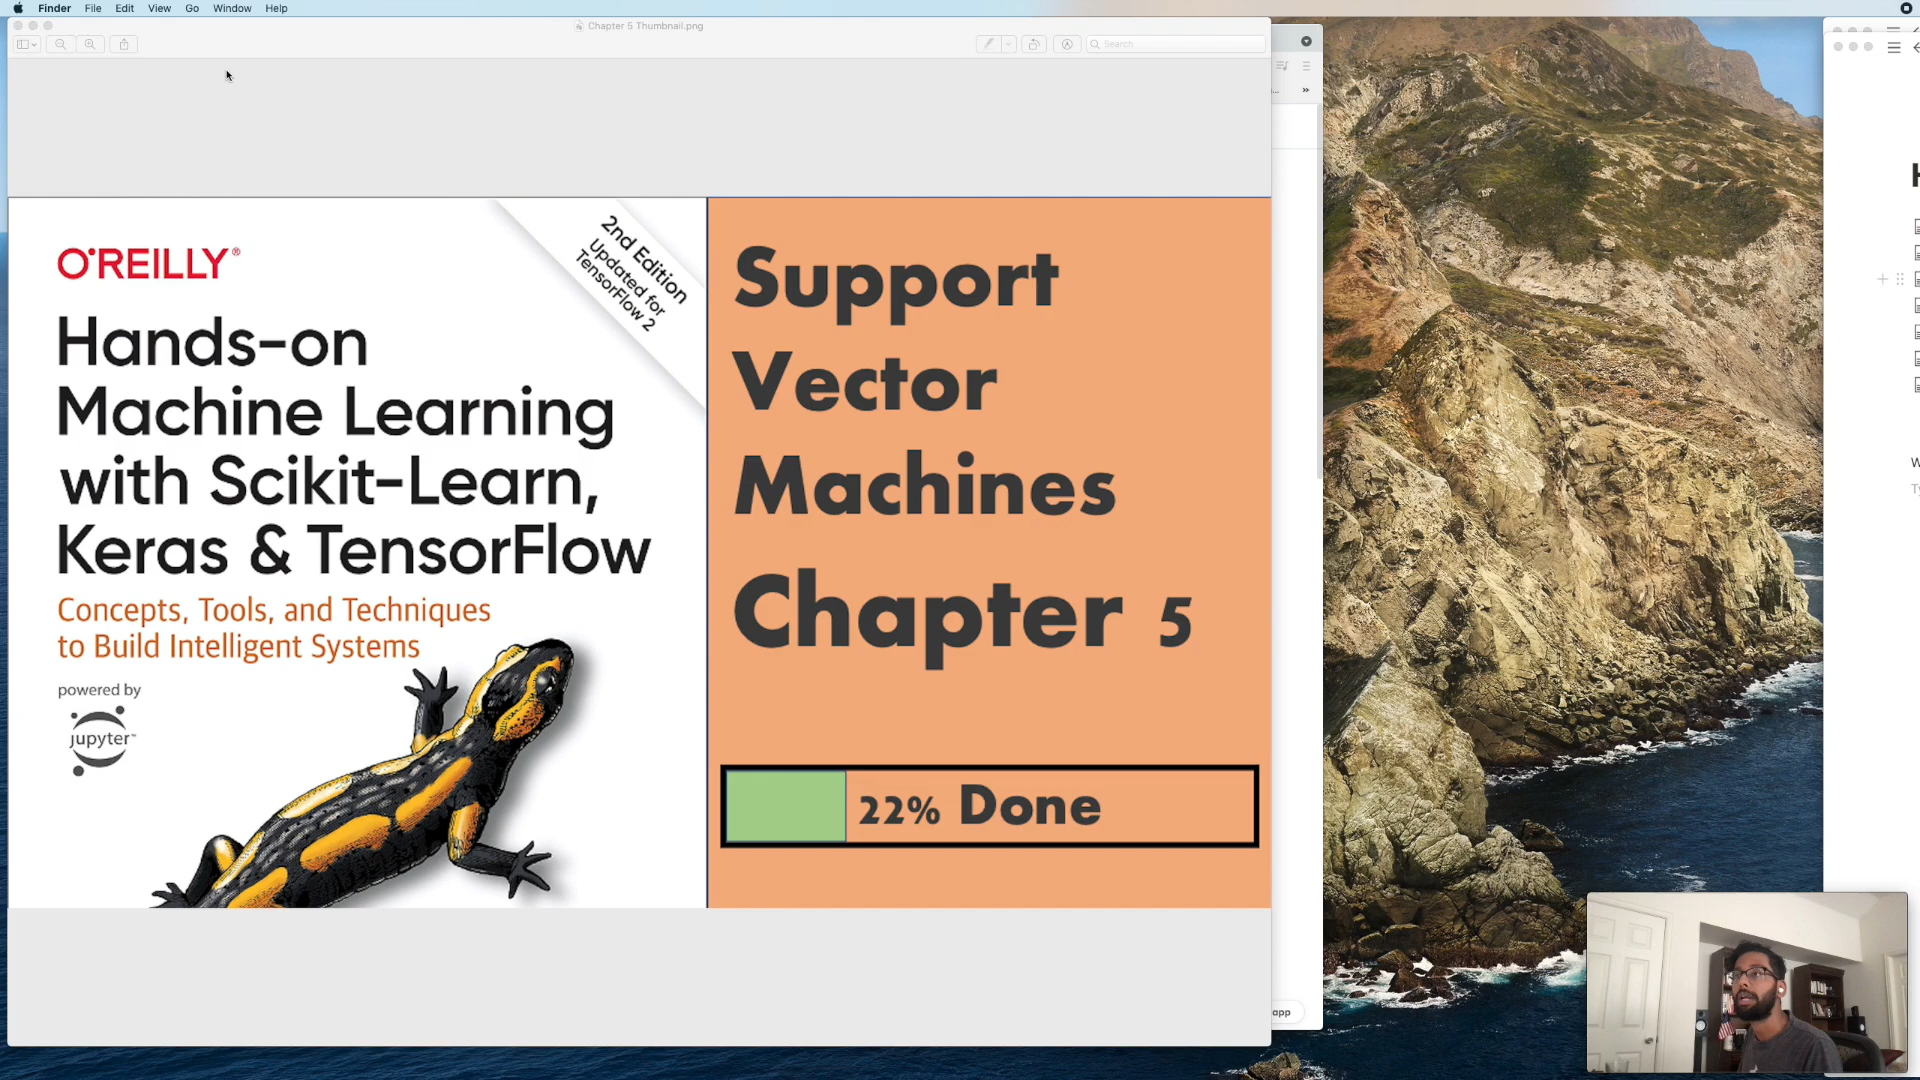 Finder File Edit View Go Window Help
Chapter 5 Thumbnail.png
Search
O'REILLY®
2nd Edition
Updated for
TensorFlow 2
Hands-on
Machine Learning
with Scikit-Learn,
Keras & TensorFlow
Concepts, Tools, and Techniques
to Build Intelligent Systems
powered by
jupyter™
Support
Vector
Machines
Chapter 5
22% Done
app